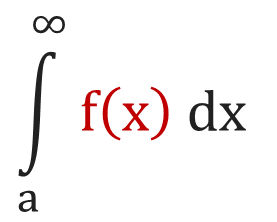 ∞
∫ f(x) dx
a